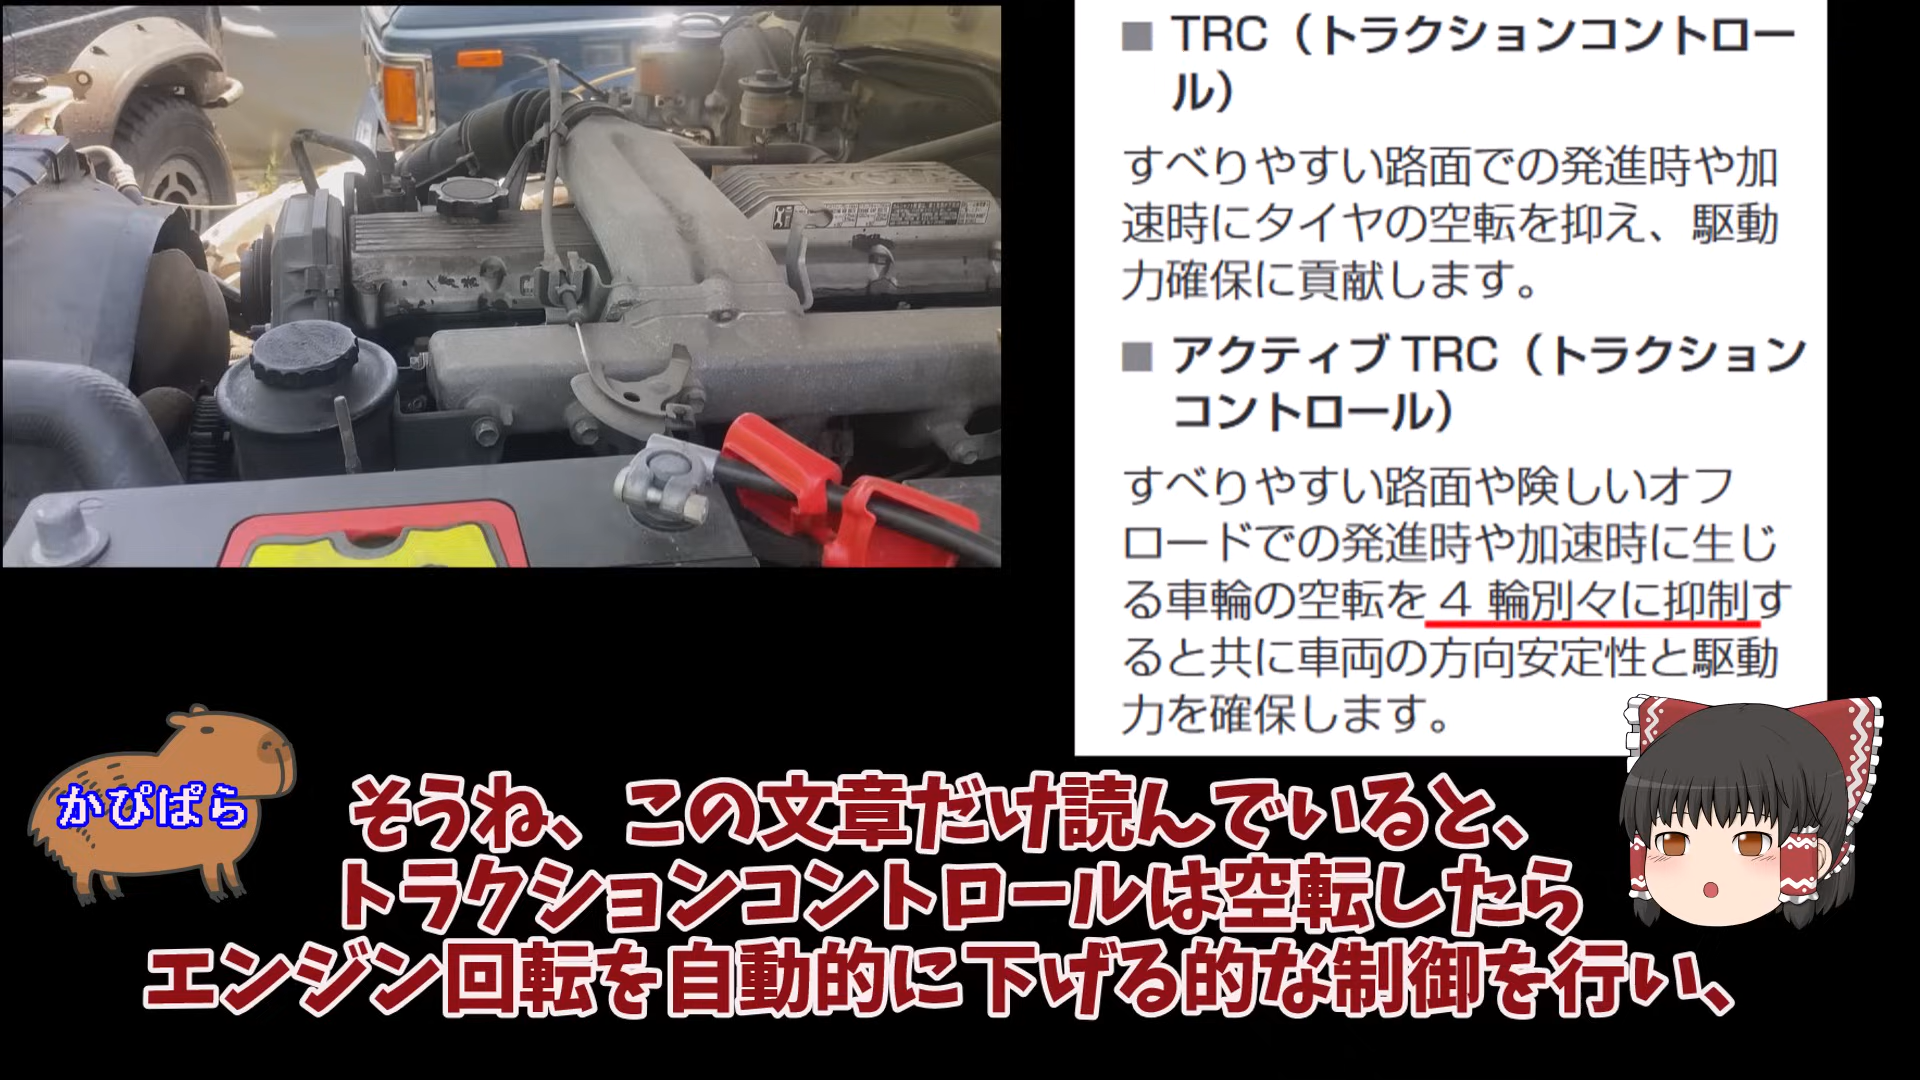 ■ TRC（トラクションコントロー
ル）
すべりやすい路面での発進時や加
速時にタイヤの空転を抑え、駆動
力確保に貢献します。
■ アクティブ TRC（トラクション
コントロール）
すべりやすい路面や険しいオフ
ロードでの発進時や加速時に生じ
る車輪の空転を 4 輪別々に抑制す
ると共に車両の方向安定性と駆動
力を確保します。
かぴぱら
そうね、この文章だけ読んでいると、
トラクションコントロールは空転したら
エンジン回転を自動的に下げる的な制御を行い、